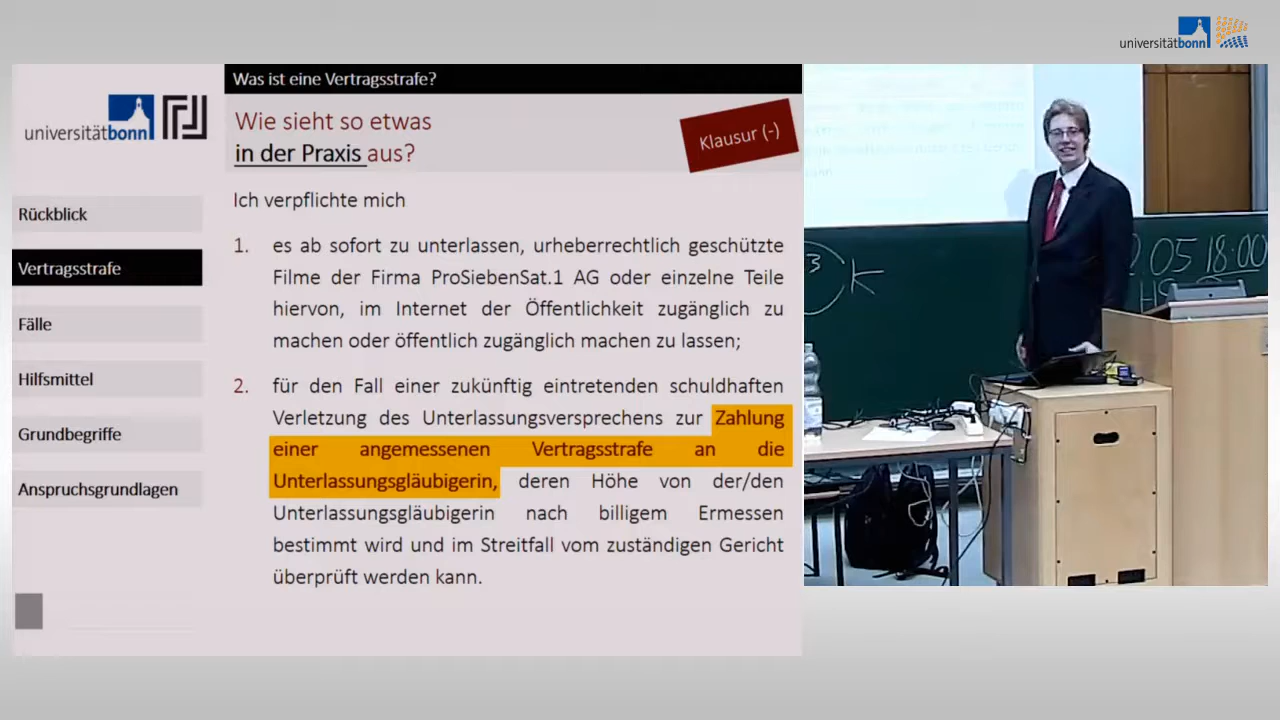 universitätbonn
Was ist eine Vertragsstrafe?
universitätbonn
Wie sieht so etwas
in der Praxis aus?
Klausur (-)
Rückblick
Vertragsstrafe
Fälle
Hilfsmittel
Grundbegriffe
Anspruchsgrundlagen
Ich verpflichte mich
1. es ab sofort zu unterlassen, urheberrechtlich geschützte
Filme der Firma ProSiebenSat.1 AG oder einzelne Teile
hiervon, im Internet der Öffentlichkeit zugänglich zu
machen oder öffentlich zugänglich machen zu lassen;
2. für den Fall einer zukünftig eintretenden schuldhaften
Verletzung des Unterlassungsversprechens zur Zahlung
einer angemessenen Vertragsstrafe an die
Unterlassungsgläubigerin, deren Höhe von der/den
Unterlassungsgläubigerin nach billigem Ermessen
bestimmt wird und im Streitfall vom zuständigen Gericht
überprüft werden kann.
3 K
.05 18:00